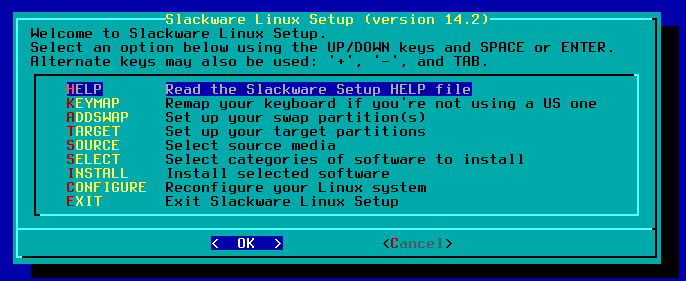 Slackware Linux Setup (version 14.2)
Welcome to Slackware Linux Setup.
Select an option below using the UP/DOWN keys and SPACE or ENTER.
Alternate keys may also be used: '+', '-', and TAB.
HELP Read the Slackware Setup HELP file
KEYMAP Remap your keyboard if you're not using a US one
ADDSWAP Set up your swap partition(s)
TARGET Set up your target partitions
SOURCE Select source media
SELECT Select categories of software to install
INSTALL Install selected software
CONFIGURE Reconfigure your Linux system
EXIT Exit Slackware Linux Setup
< OK > <Cancel>